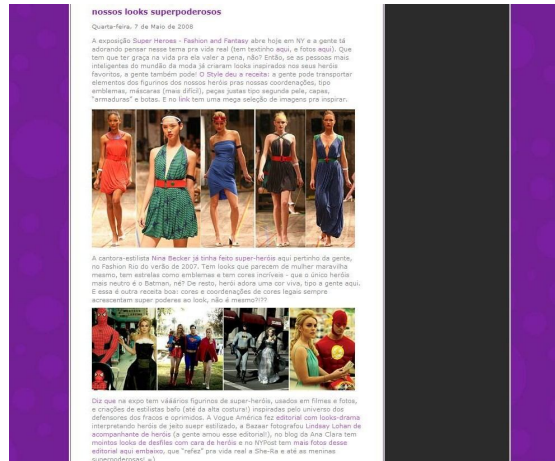 nossos looks superpoderosos
Quarta-feira, 7 de Maio de 2008
A exposição Super Heroes - Fashion and Fantasy abre hoje em NY e a gente tá
adorando pensar nesse tema pra vida real (tem textinho aqui, e fotos aqui). Que
tem que ter graça na vida pra ela valer a pena, não? Então, se as pessoas mais
inteligentes do mundão da moda já criaram looks inspirados nos seus heróis
favoritos, a gente também pode! O Style deu a receita: a gente pode transportar
elementos dos figurinos dos nossos heróis pras nossas coordenações, tipo
emblemas, máscaras (mais difícil), peças justas tipo segunda pele, capas,
"armaduras" e botas. E no link tem uma mega seleção de imagens pra inspirar.
A cantora-estilista Nina Becker já tinha feito super-heróis aqui pertinho da gente,
no Fashion Rio do verão de 2007. Tem looks que parecem de mulher maravilha
mesmo, tem estrelas como emblemas e tem cores incríveis - que o único heróis
mais neutro é o Batman, né? De resto, herói adora uma cor viva, tipo a gente aqui.
E essa é outra receita boa: cores e coordenações de cores legais sempre
acrescentam super poderes ao look, não é mesmo?!??
Diz que na expo tem váááríos figurinos de super-heróis, usados em filmes e fotos,
e criações de estilistas bafo (até da alta costura!) inspiradas pelo universo dos
defensores dos fracos e oprimidos. A Vogue América fez editorial com looks-drama
interpretando heróis de jeito suepr estilizado, a Bazaar fotografou Lindsay Lohan de
acompanhante de heróis (a gente amou esse editorial!), no blog da Ana Clara tem
mointos looks de desfiles com cara de heróis e no NYPost tem mais fotos desse
editorial aqui embaixo, que "refez" pra vida real a She-Ra e até as meninas
superpoderosas! =)